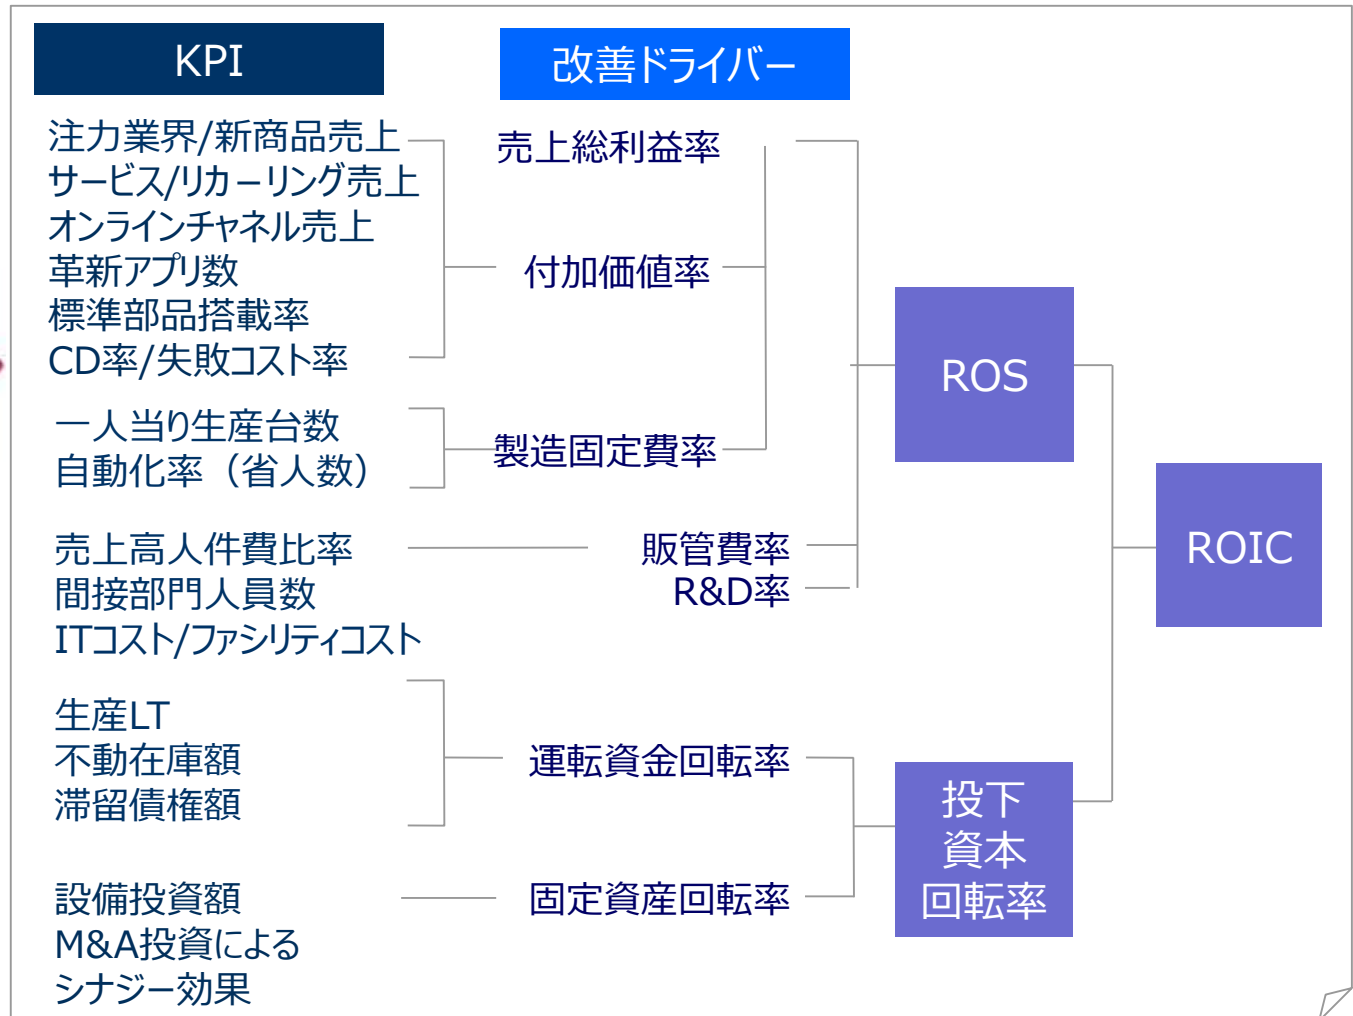 KPI
改善ドライバー
注力業界/新商品売上
サービス/リカーリング売上
オンラインチャネル売上
革新アプリ数
標準部品搭載率
CD率/失敗コスト率
一人当り生産台数
自動化率（省人数）
売上高人件費比率
間接部門人員数
ITコスト/ファシリティコスト
生産LT
不動在庫額
滞留債権額
設備投資額
M&A投資による
シナジー効果
売上総利益率
付加価値率
製造固定費率
販管費率
R&D率
運転資金回転率
固定資産回転率
ROS
投下
資本
回転率
ROIC